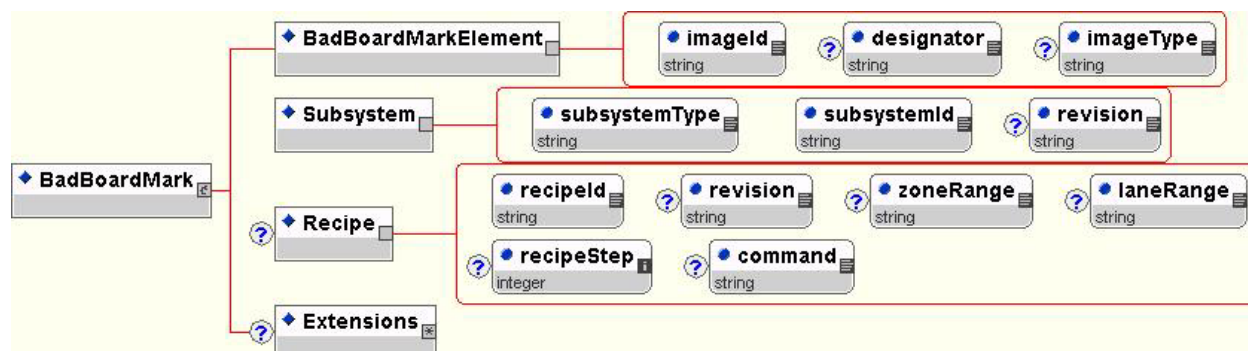 BadBoardMarkElement
imageId ? designator ? imageType
string string string
Subsystem
subsystemType subsystemId ? revision
string string string
BadBoardMark
? Recipe
recipeId ? revision ? zoneRange ? laneRange
string string string string
? recipeStep ? command
integer string
? Extensions